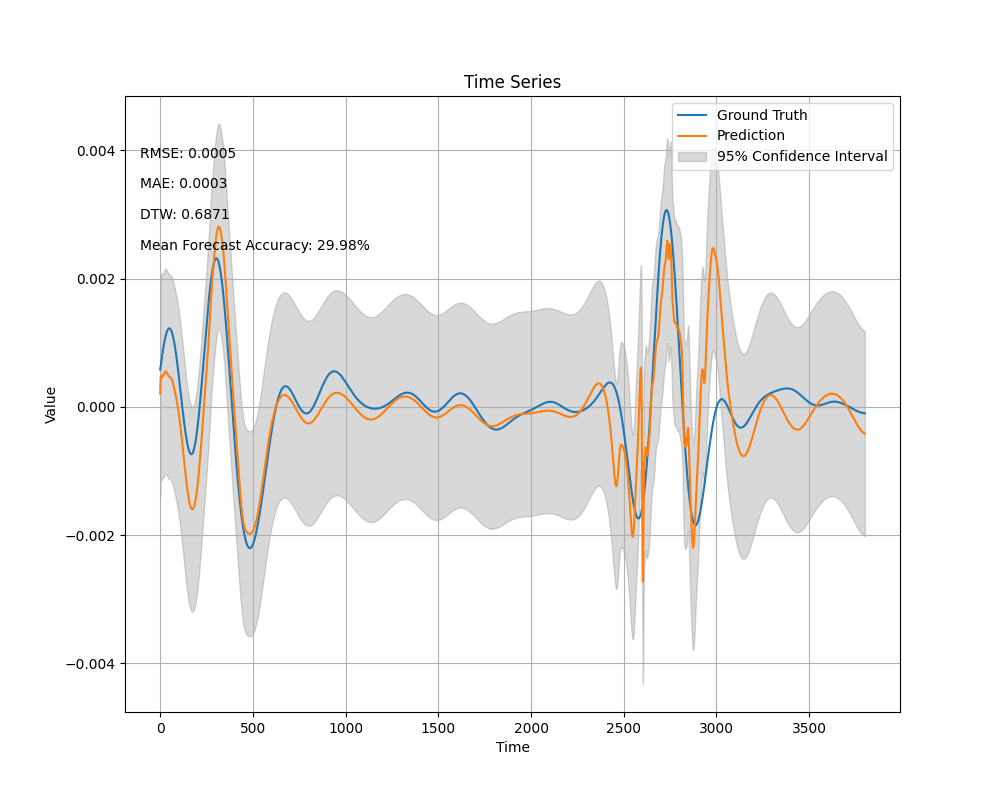 Time Series
Ground Truth
Prediction
95% Confidence Interval
RMSE: 0.0005
MAE: 0.0003
DTW: 0.6871
Mean Forecast Accuracy: 29.98%
0.004
0.002
0.000
−0.002
−0.004
Value
0 500 1000 1500 2000 2500 3000 3500
Time